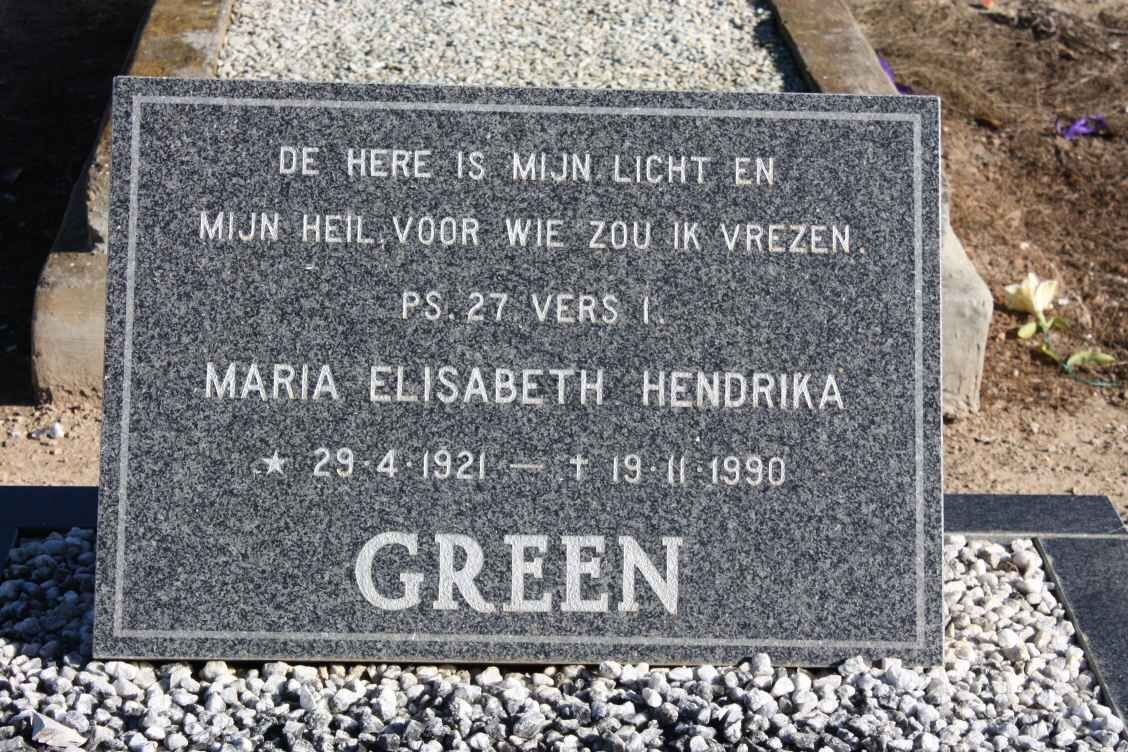 DE HERE IS MIJN LICHT EN
MIJN HEIL, VOOR WIE ZOU IK VREZEN.
PS. 27 VERS 1.
MARIA ELISABETH HENDRIKA
★ 29·4·1921 — † 19·11·1990
GREEN